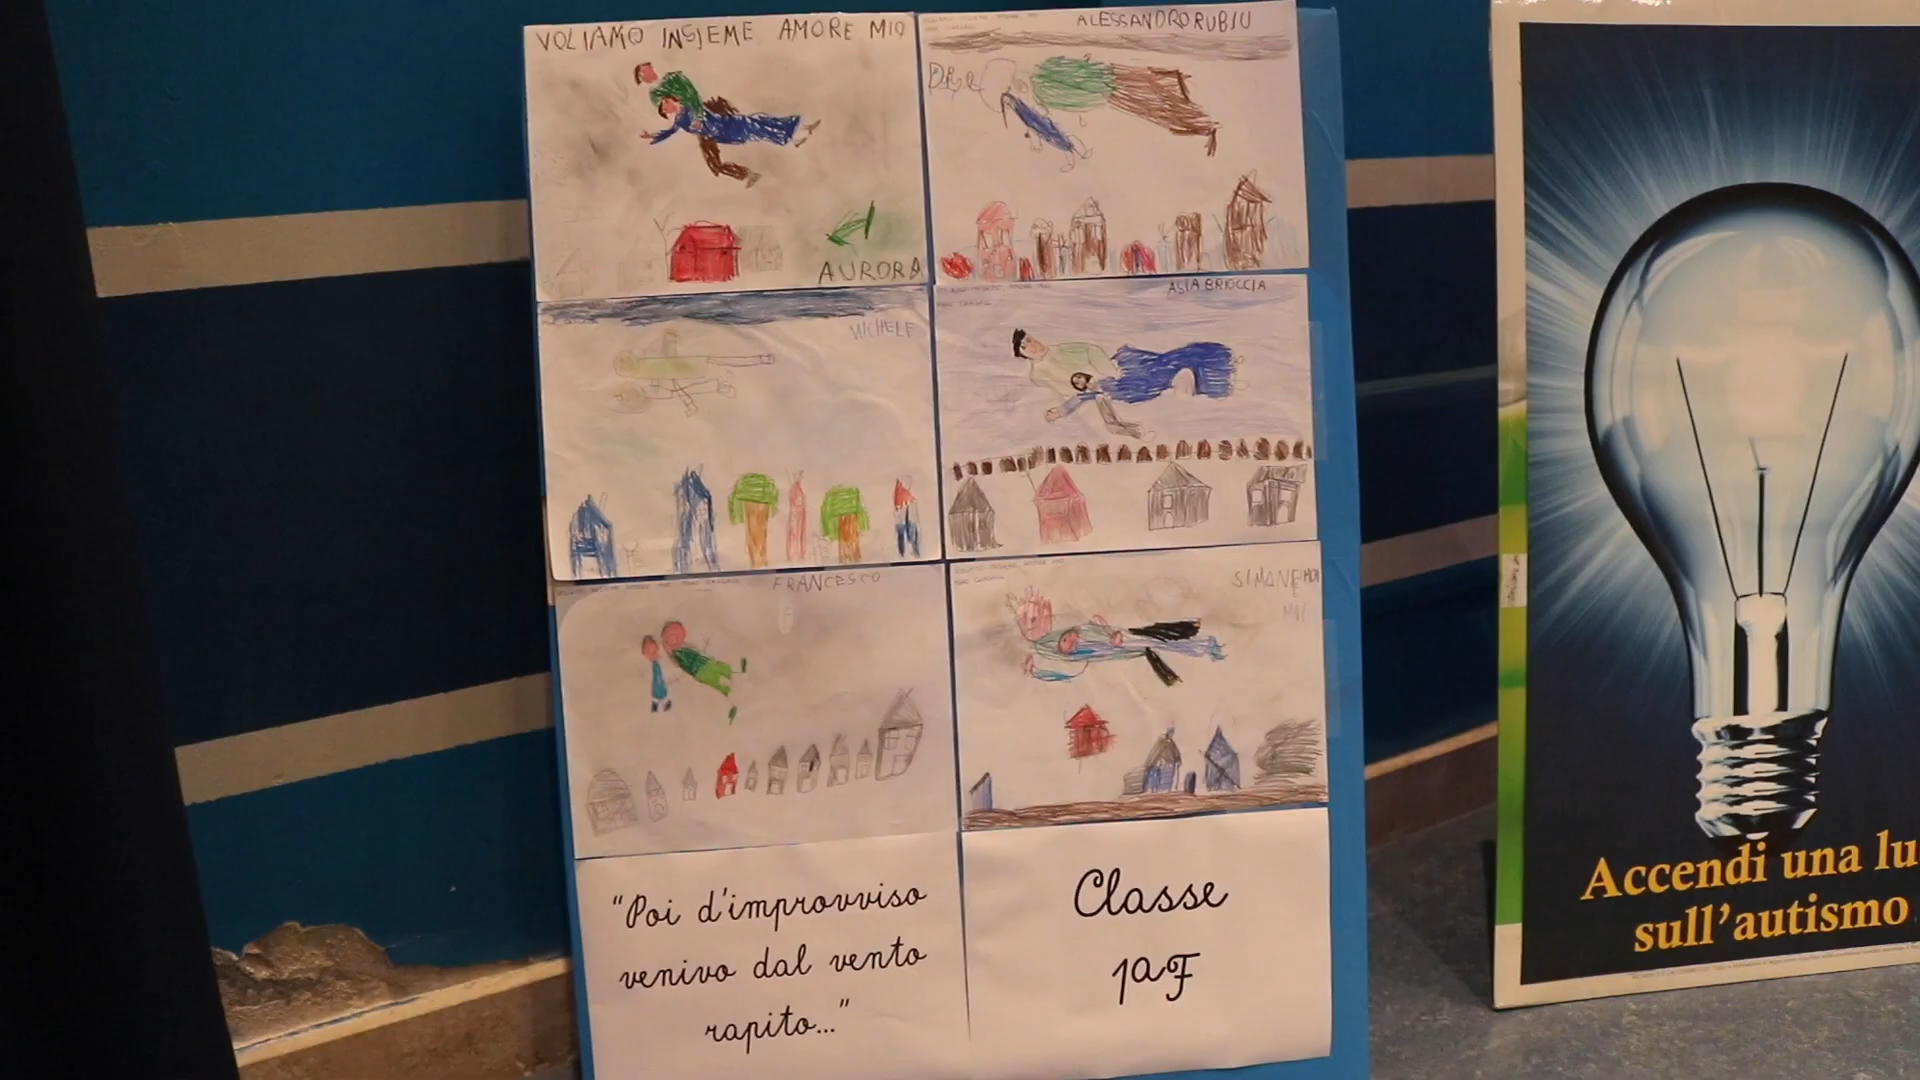 VOLIAMO INSIEME AMORE MIO
AURORA
ALESSANDRO RUBIU
MICHELE
ASIA BRIOCCIA
FRANCESCO
SIMANE
"Poi d'improvviso
venivo dal vento
rapito..."
Classe
1aF
Accendi una lu
sull'autismo